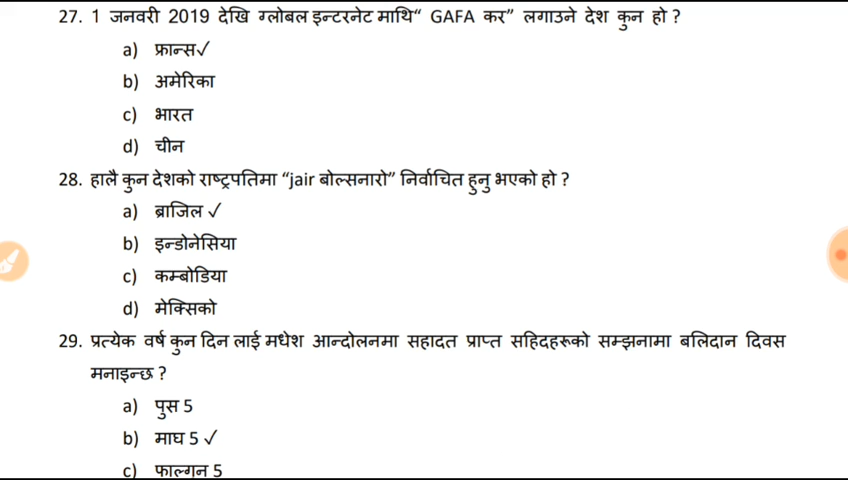 27. 1 जनवरी 2019 देखि ग्लोबल इन्टरनेट माथि“ GAFA कर” लगाउने देश कुन हो ?
a) फ्रान्स✓
b) अमेरिका
c) भारत
d) चीन
28. हालै कुन देशको राष्ट्रपतिमा “jair बोल्सनारो” निर्वाचित हुनु भएको हो ?
a) ब्राजिल ✓
b) इन्डोनेसिया
c) कम्बोडिया
d) मेक्सिको
29. प्रत्येक वर्ष कुन दिन लाई मधेश आन्दोलनमा सहादत प्राप्त सहिदहरूको सम्झनामा बलिदान दिवस
मनाइन्छ ?
a) पुस 5
b) माघ 5 ✓
c) फाल्गुन 5